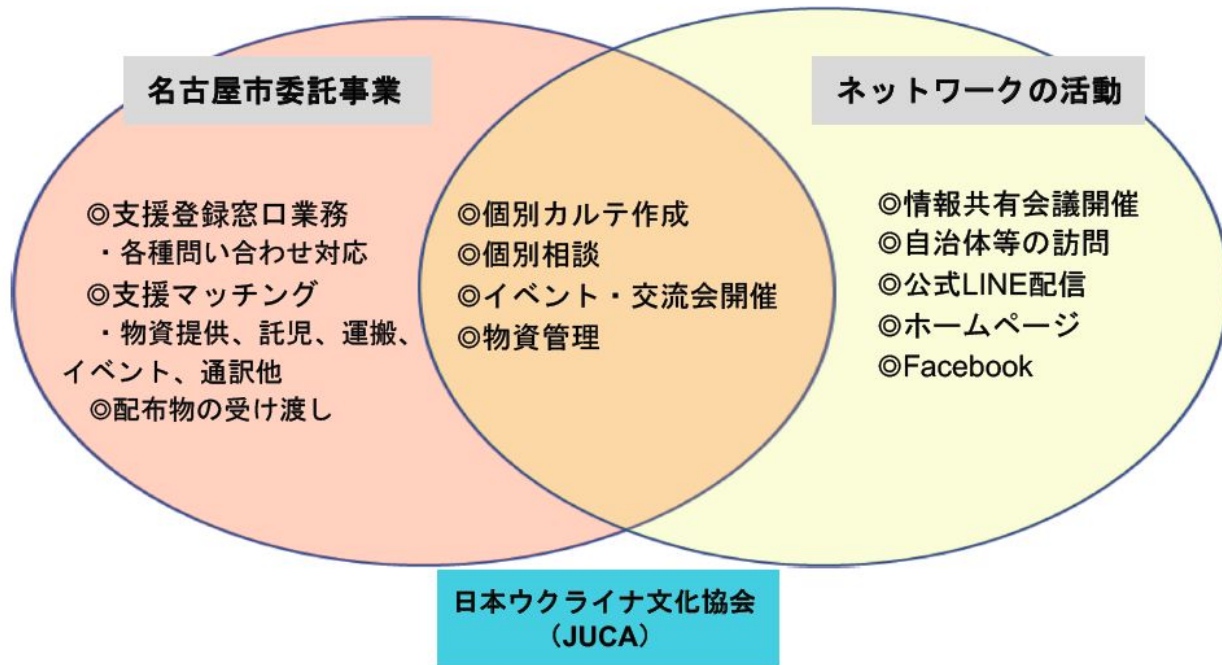 名古屋市委託事業
◎支援登録窓口業務
・各種問い合わせ対応
◎支援マッチング
・物資提供、託児、運搬、
イベント、通訳他
◎配布物の受け渡し
◎個別カルテ作成
◎個別相談
◎イベント・交流会開催
◎物資管理
ネットワークの活動
◎情報共有会議開催
◎自治体等の訪問
◎公式LINE配信
◎ホームページ
◎Facebook
日本ウクライナ文化協会
（JUCA）